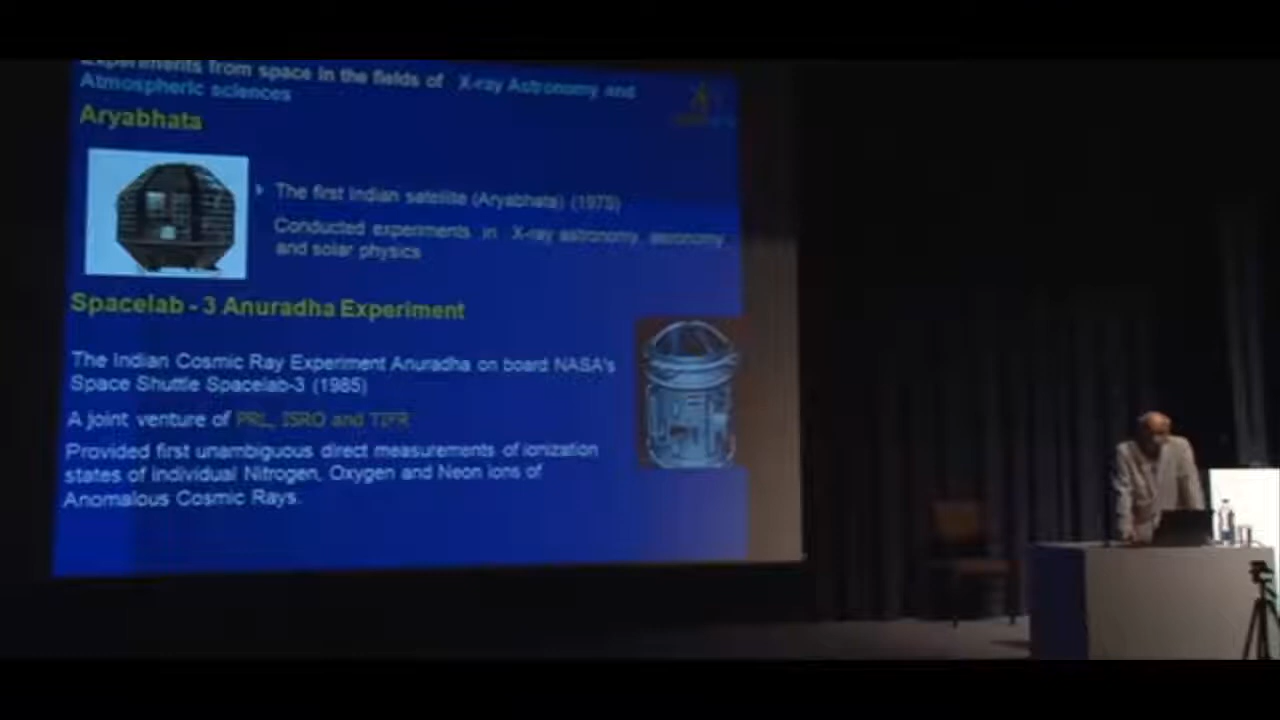 Experiments from space in the fields of X-ray Astronomy and
Atmospheric sciences
Aryabhata
The first Indian satellite (Aryabhata) (1975)
Conducted experiments in X-ray astronomy, astronomy,
and solar physics
Spacelab - 3 Anuradha Experiment
The Indian Cosmic Ray Experiment Anuradha on board NASA's
Space Shuttle Spacelab-3 (1985)
A joint venture of PRL, ISRO and TIFR
Provided first unambiguous direct measurements of ionization
states of individual Nitrogen, Oxygen and Neon ions of
Anomalous Cosmic Rays.